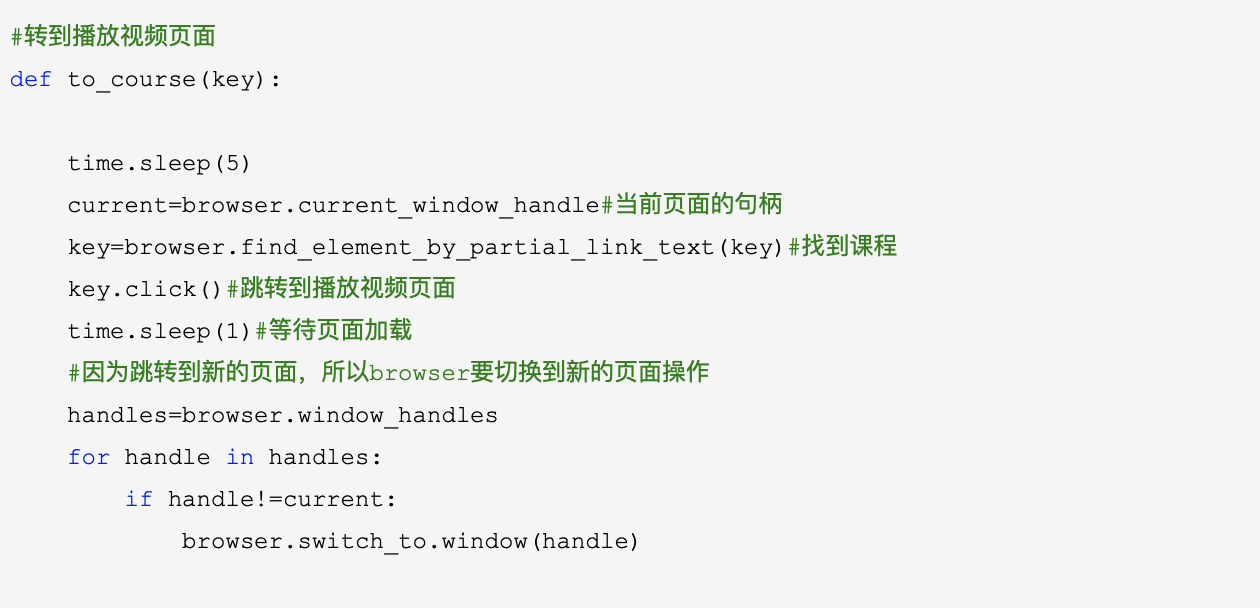 #转到播放视频页面
def to_course(key):
    time.sleep(5)
    current=browser.current_window_handle#当前页面的句柄
    key=browser.find_element_by_partial_link_text(key)#找到课程
    key.click()#跳转到播放视频页面
    time.sleep(1)#等待页面加载
    #因为跳转到新的页面，所以browser要切换到新的页面操作
    handles=browser.window_handles
    for handle in handles:
        if handle!=current:
            browser.switch_to.window(handle)